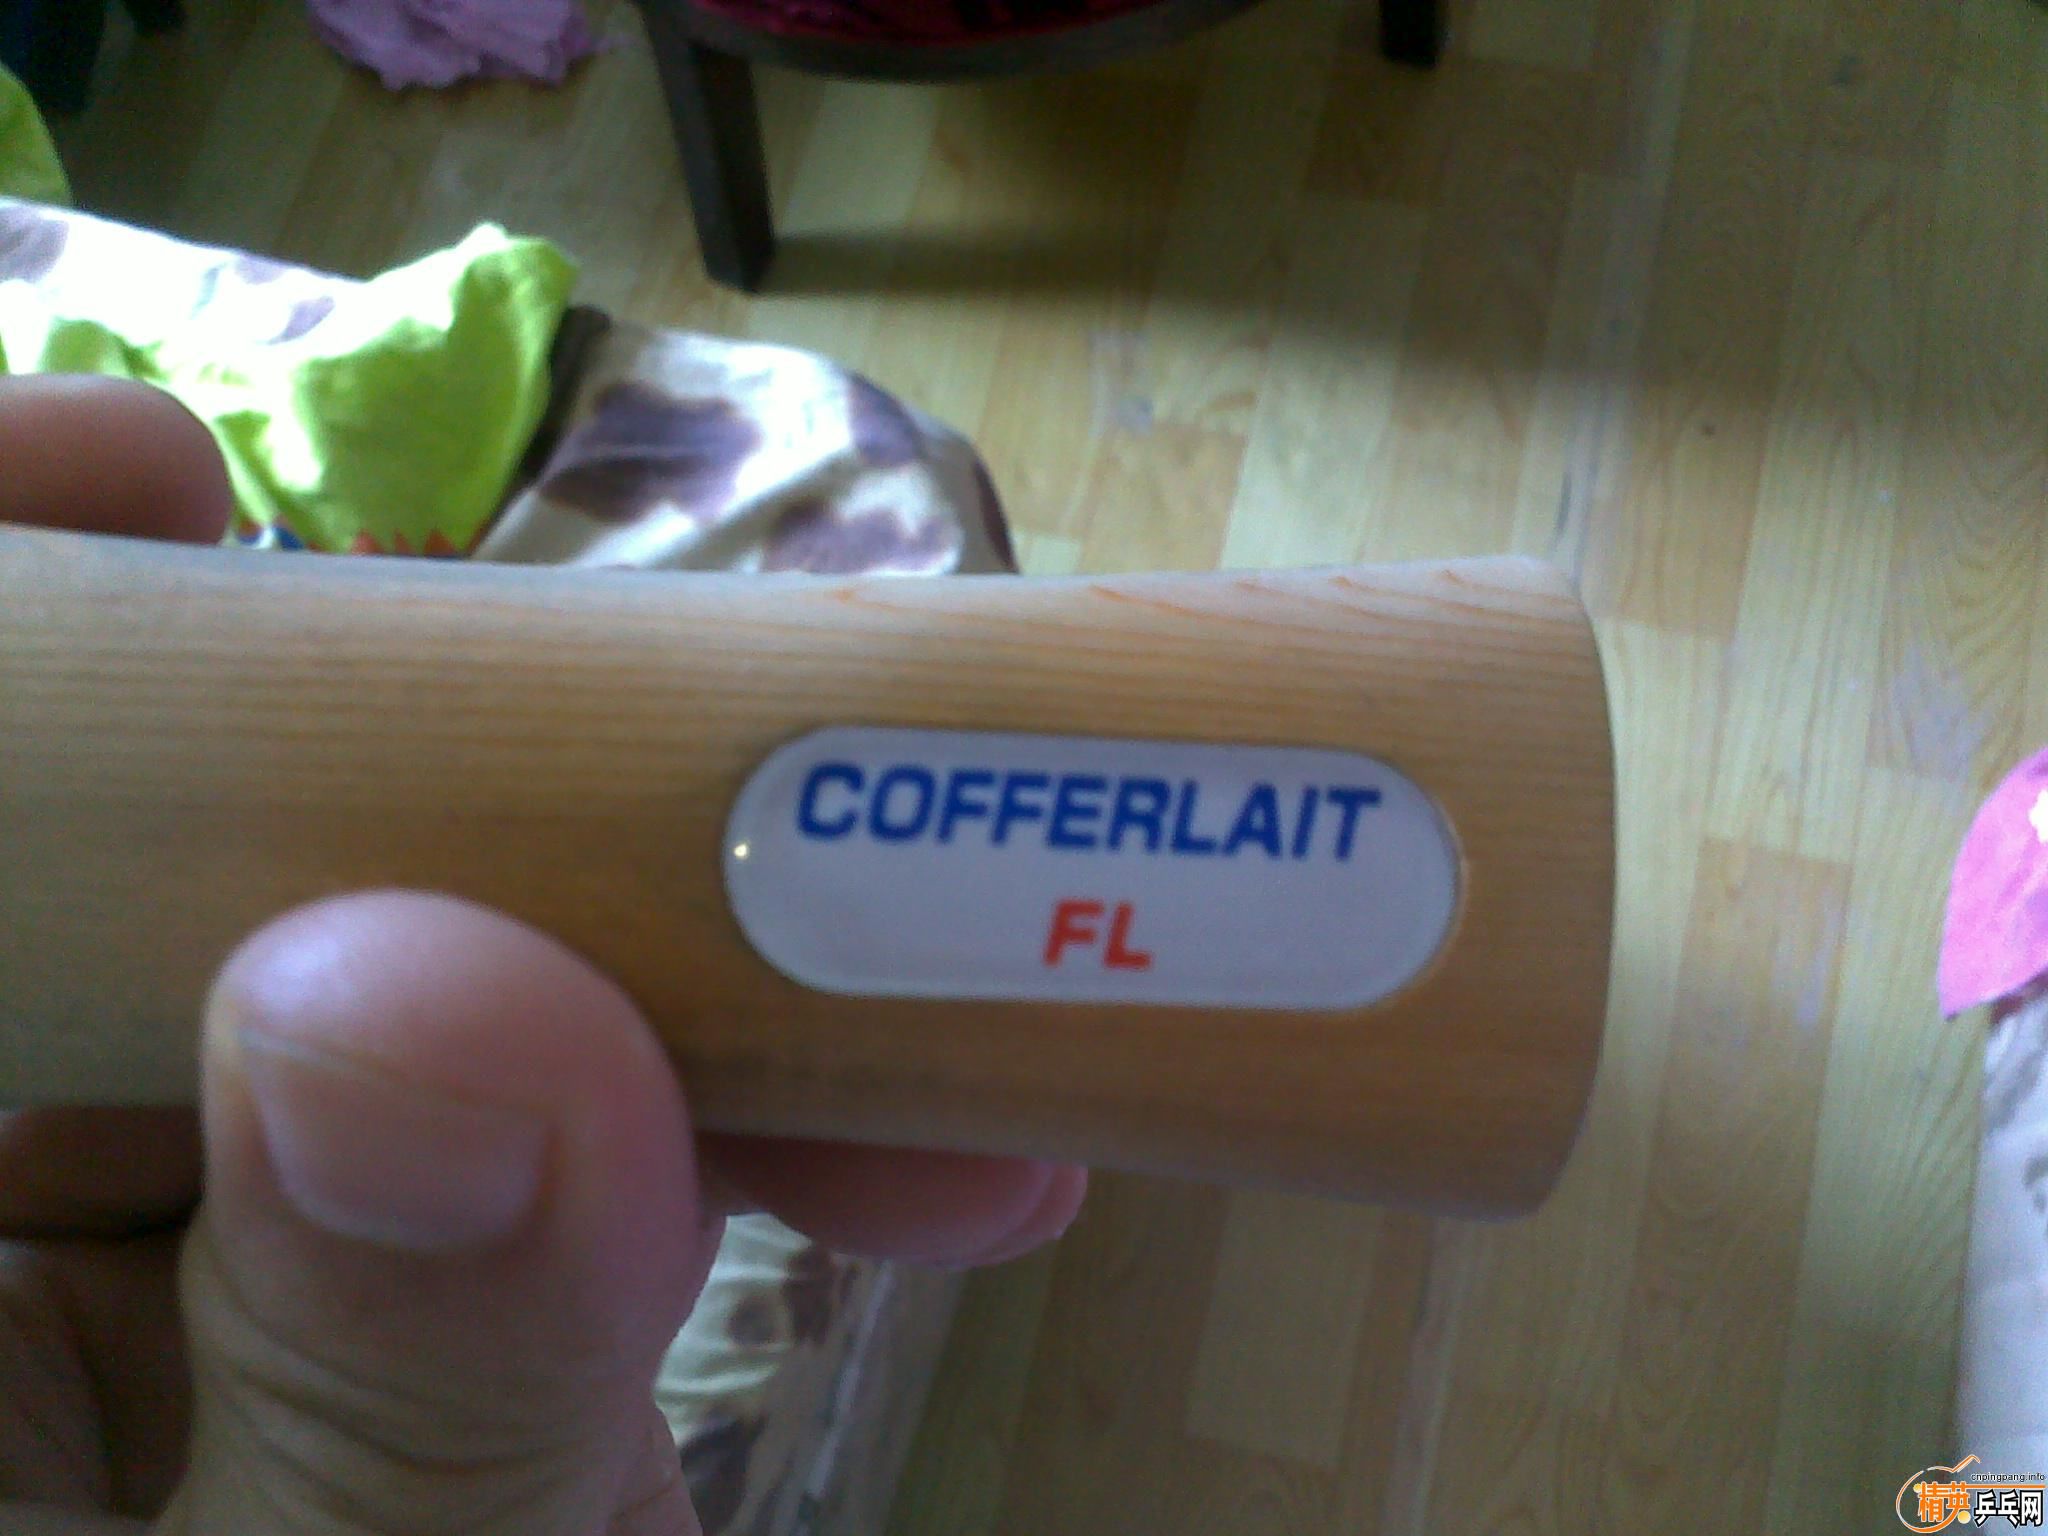 COFFERLAIT
FL
cnpingpang.info
精英乒乓网